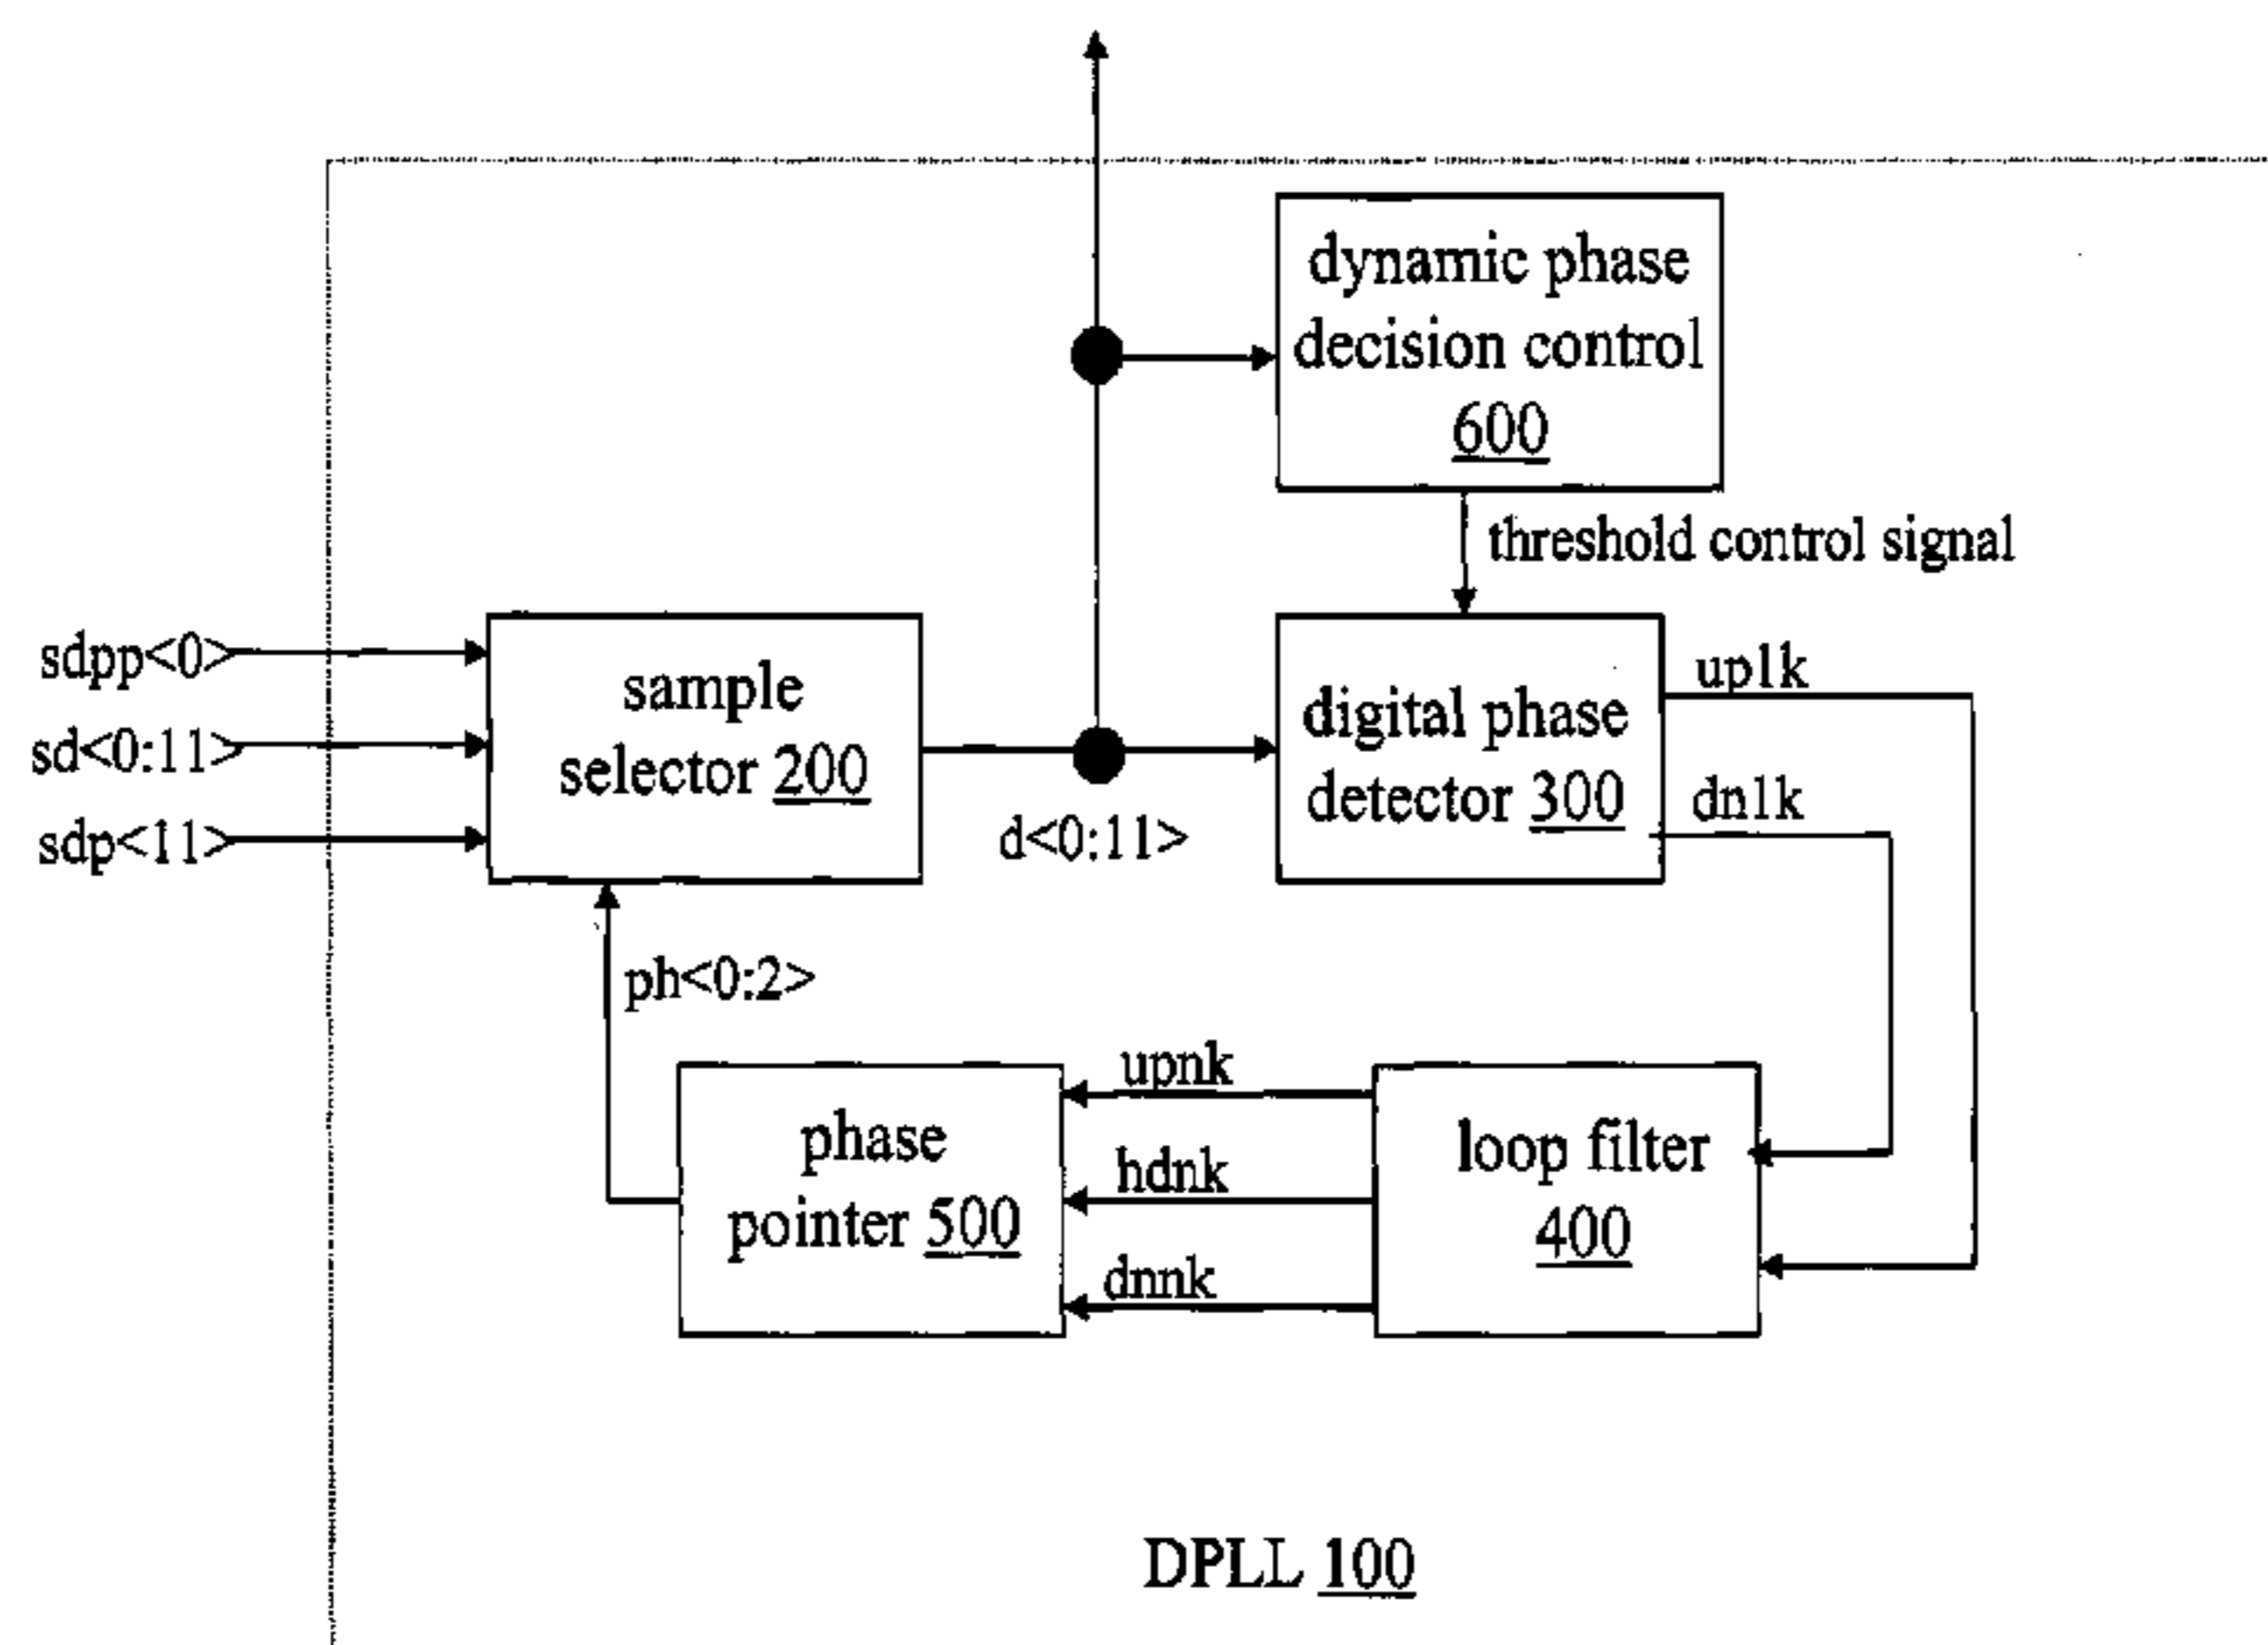 dynamic phase
decision control
600
threshold control signal
sdpp<0>
sd<0:11>
sdp<11>
sample
selector 200
d<0:11>
digital phase
detector 300
up1k
dn1k
ph<0:2>
phase
pointer 500
upnk
hdnk
dnnk
loop filter
400
DPLL 100